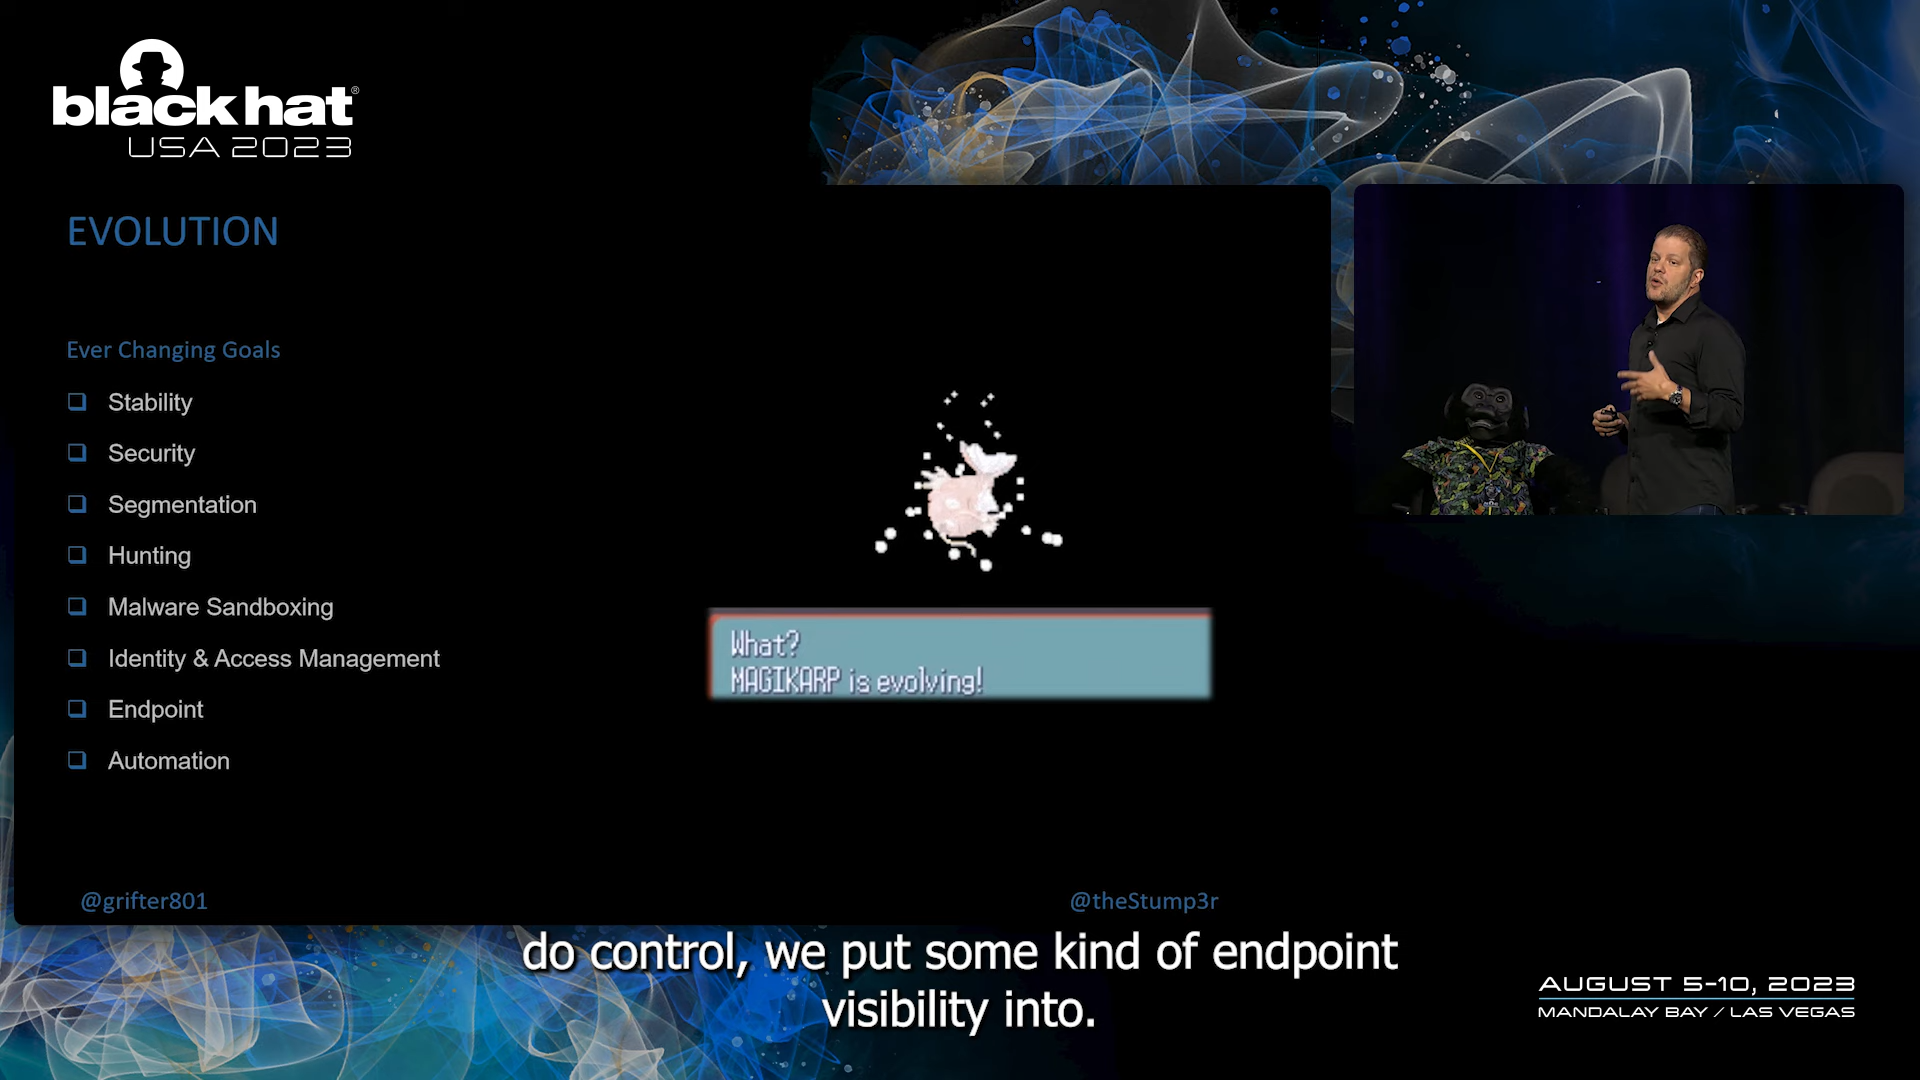 black hat®
USA 2023
EVOLUTION
Ever Changing Goals
Stability
Security
Segmentation
Hunting
Malware Sandboxing
Identity & Access Management
Endpoint
Automation
What?
MAGIKARP is evolving!
@grifter801
@theStump3r
do control, we put some kind of endpoint
visibility into.
AUGUST 5-10, 2023
MANDALAY BAY / LAS VEGAS